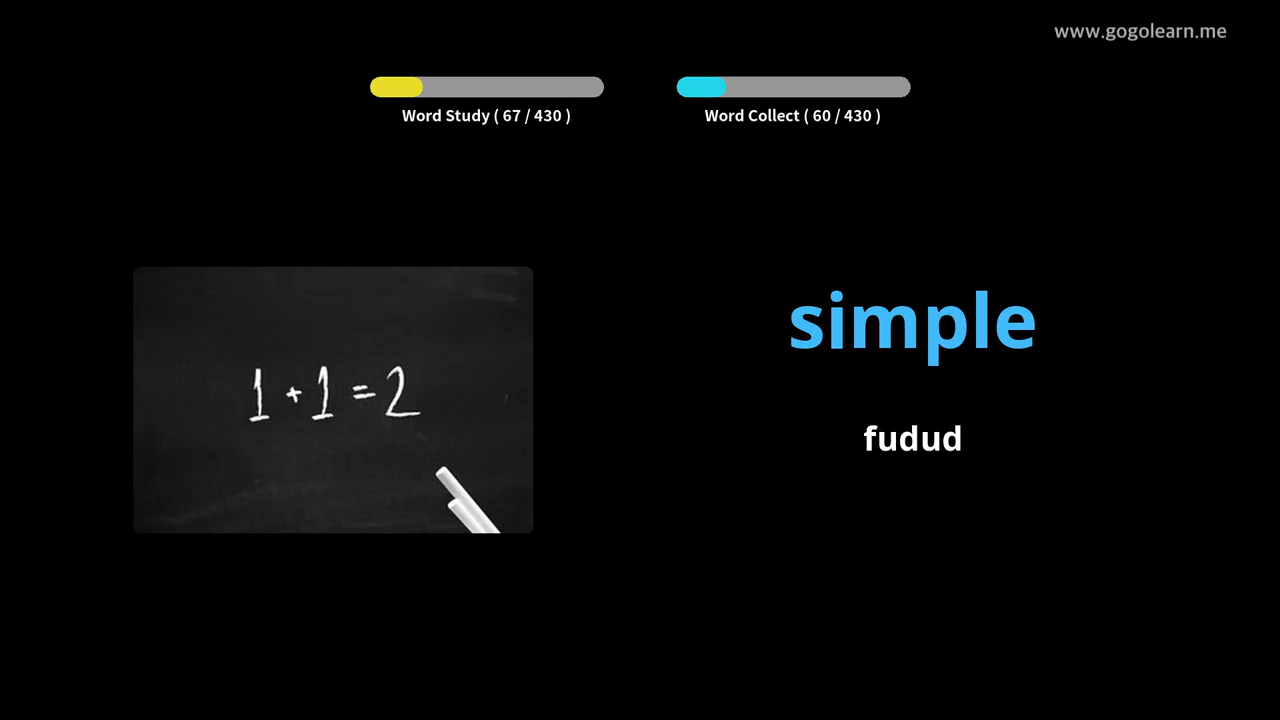 www.gogolearn.me
Word Study ( 67 / 430 )
Word Collect ( 60 / 430 )
1 + 1 = 2
simple
fudud